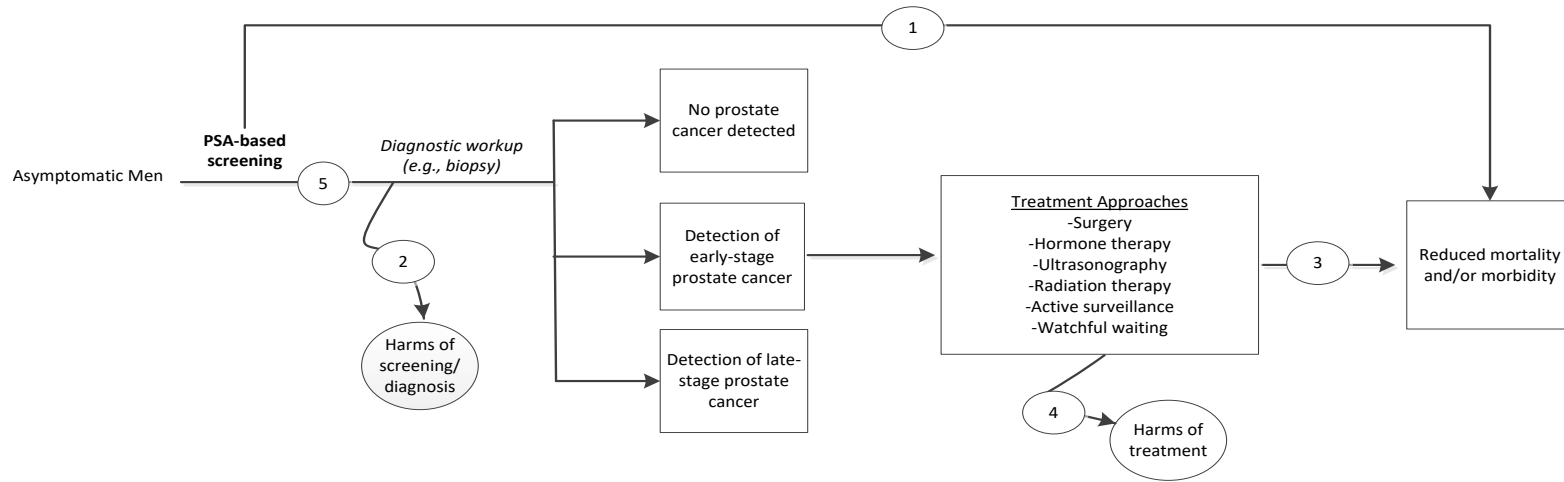 1
PSA-based
screening
Asymptomatic Men
5
Diagnostic workup
(e.g., biopsy)
2
Harms of
screening/
diagnosis
No prostate
cancer detected
Detection of
early-stage
prostate cancer
Detection of late-
stage prostate
cancer
Treatment Approaches
-Surgery
-Hormone therapy
-Ultrasonography
-Radiation therapy
-Active surveillance
-Watchful waiting
4
Harms of
treatment
3
Reduced mortality
and/or morbidity